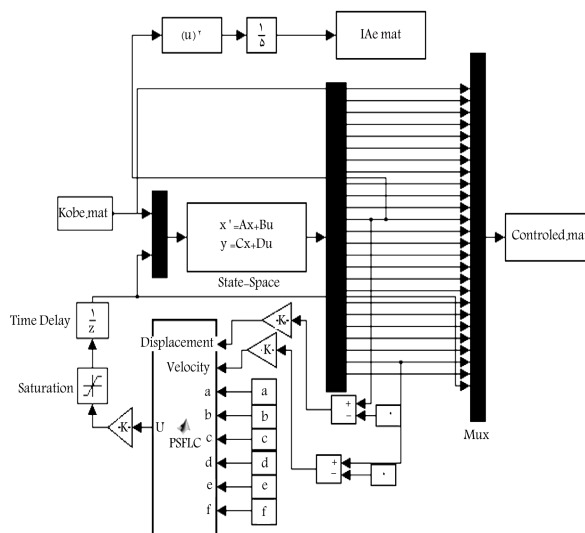 (u)۲
۱
۵
IAe mat
Kobe,mat
x '=Ax+Bu
y =Cx+Du
State-Space
Controled,mat
Time Delay
۱
z
Displacement
-K-
Velocity
-K-
Saturation
-K-
U
PSFLC
a
a
b
b
c
c
d
d
e
e
f
f
+
-
۰
+
-
۰
Mux